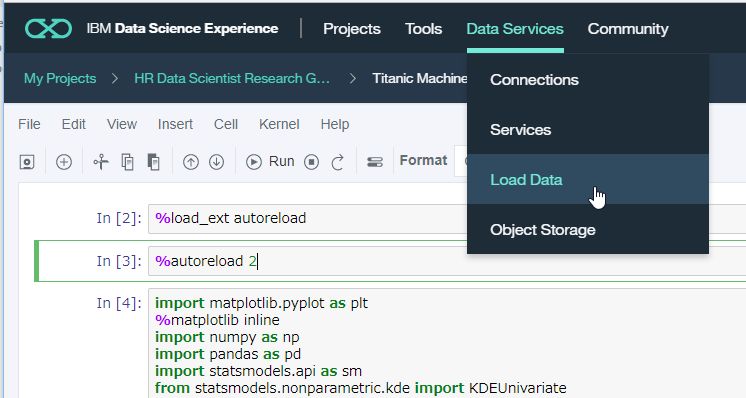 IBM Data Science Experience Projects Tools Data Services Community
My Projects > HR Data Scientist Research G... > Titanic Machine
Connections
Services
Load Data
Object Storage
File Edit View Insert Cell Kernel Help
Run Format
In [2]: %load_ext autoreload
In [3]: %autoreload 2
In [4]: import matplotlib.pyplot as plt
%matplotlib inline
import numpy as np
import pandas as pd
import statsmodels.api as sm
from statsmodels.nonparametric.kde import KDEUnivariate